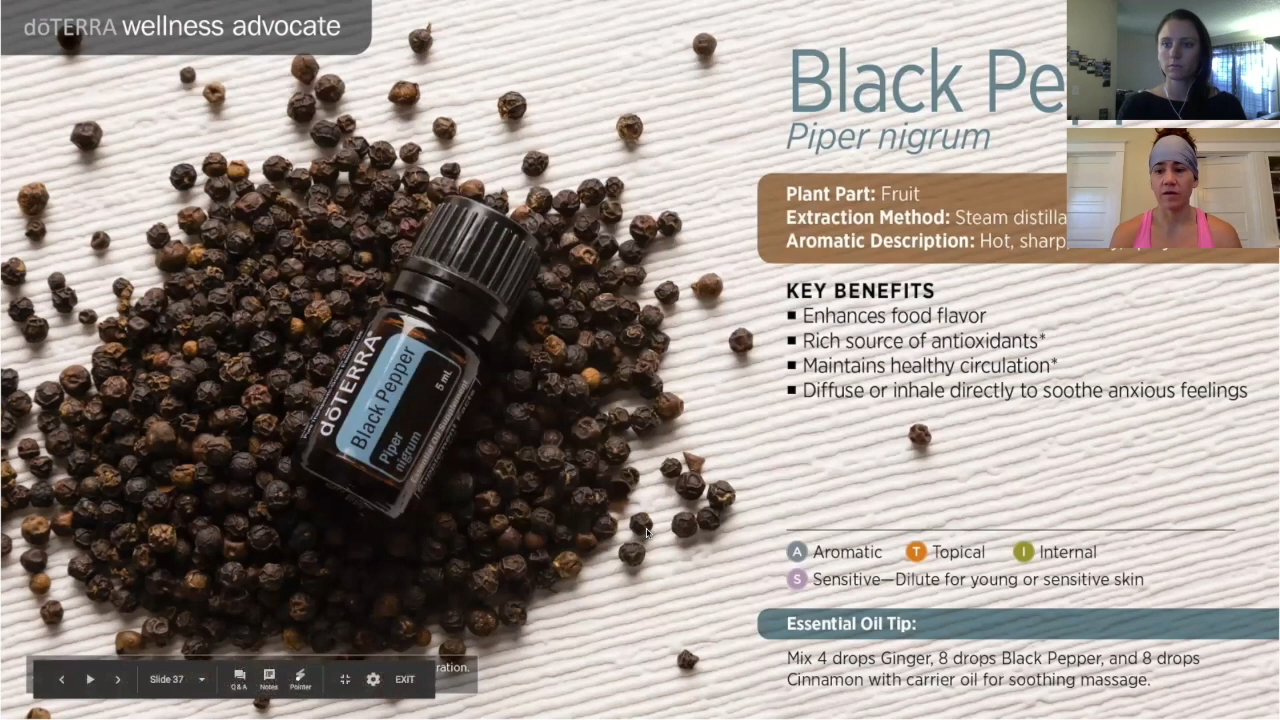 dōTERRA wellness advocate
Black Pe
Piper nigrum
Plant Part: Fruit
Extraction Method: Steam distilla
Aromatic Description: Hot, sharp,
KEY BENEFITS
▪ Enhances food flavor
▪ Rich source of antioxidants*
▪ Maintains healthy circulation*
▪ Diffuse or inhale directly to soothe anxious feelings
dōTERRA
Black Pepper
Piper
nigrum
5 mL
A Aromatic T Topical I Internal
S Sensitive—Dilute for young or sensitive skin
Essential Oil Tip:
Mix 4 drops Ginger, 8 drops Black Pepper, and 8 drops
Cinnamon with carrier oil for soothing massage.
ration.
Slide 37 Q & A Notes Pointer EXIT